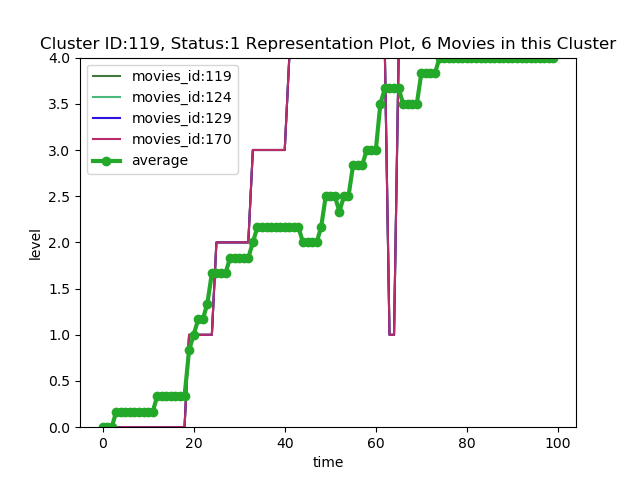 Cluster ID:119, Status:1 Representation Plot, 6 Movies in this Cluster
movies_id:119
movies_id:124
movies_id:129
movies_id:170
average
level
4.0
3.5
3.0
2.5
2.0
1.5
1.0
0.5
0.0
0 20 40 60 80 100
time